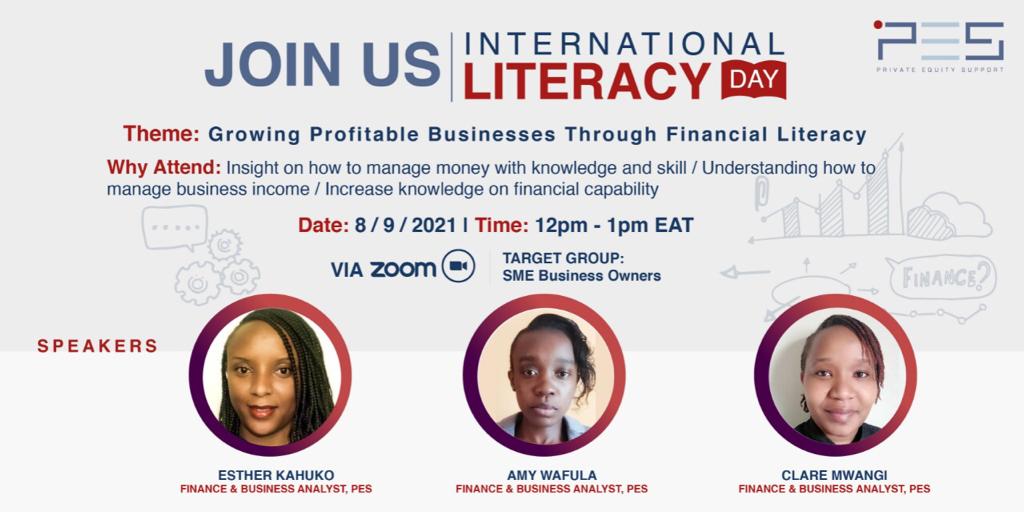 JOIN US
INTERNATIONAL
LITERACY DAY
PES
PRIVATE EQUITY SUPPORT
Theme: Growing Profitable Businesses Through Financial Literacy
Why Attend: Insight on how to manage money with knowledge and skill / Understanding how to
manage business income / Increase knowledge on financial capability
Date: 8 / 9 / 2021 | Time: 12pm - 1pm EAT
VIA zoom
TARGET GROUP:
SME Business Owners
FINANCE?
SPEAKERS
ESTHER KAHUKO
FINANCE & BUSINESS ANALYST, PES
AMY WAFULA
FINANCE & BUSINESS ANALYST, PES
CLARE MWANGI
FINANCE & BUSINESS ANALYST, PES